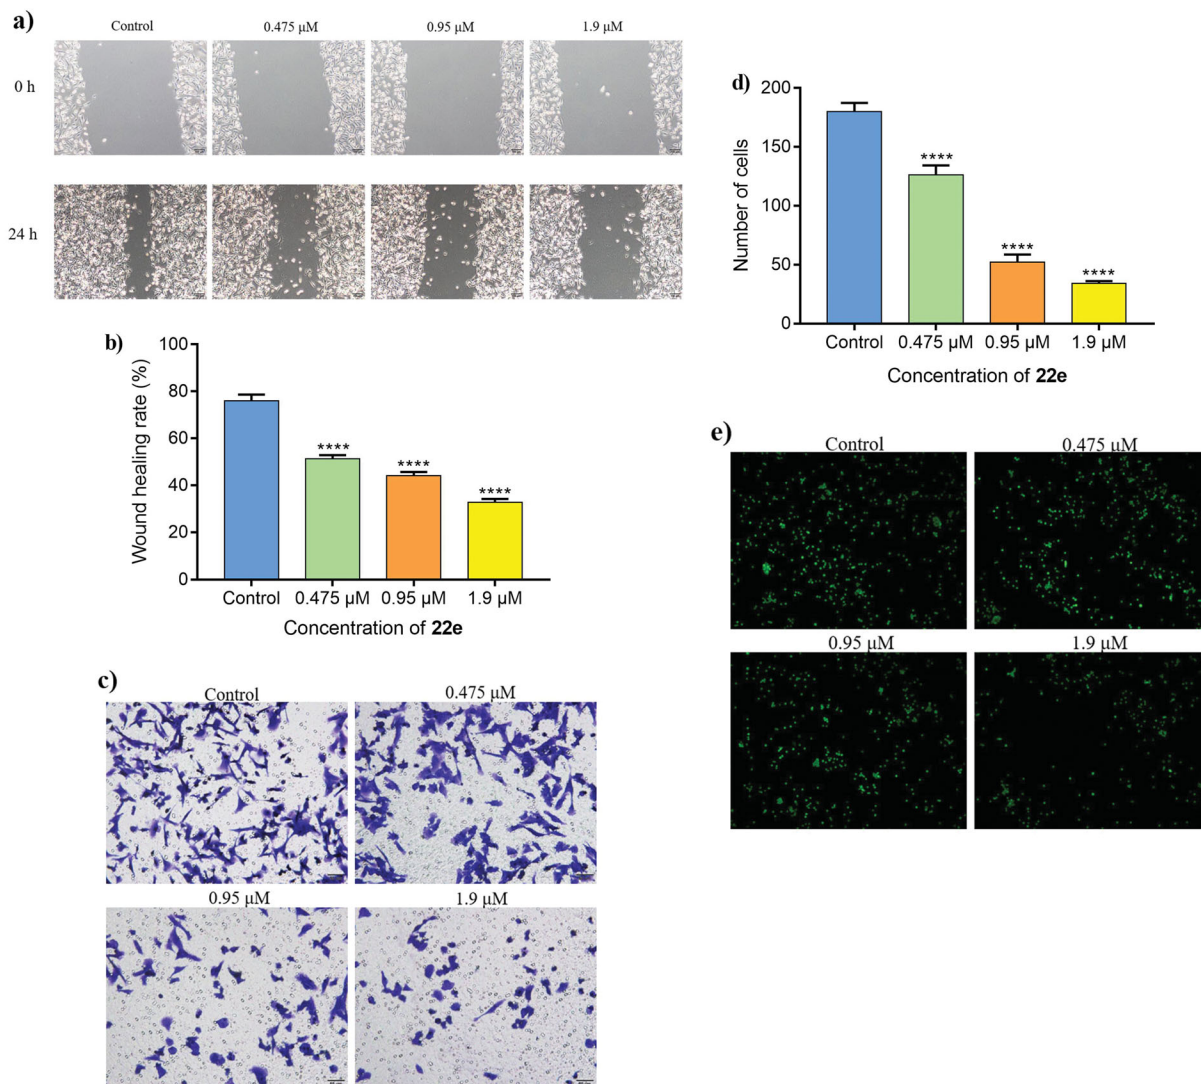 a)
Control 0.475 μM 0.95 μM 1.9 μM
0 h
24 h
b)
100
80
60
40
20
0
Wound healing rate (%)
****
****
****
Control 0.475 μM 0.95 μM 1.9 μM
Concentration of 22e
c)
Control 0.475 μM
0.95 μM 1.9 μM
d)
200
150
100
50
0
Number of cells
****
****
****
Control 0.475 μM 0.95 μM 1.9 μM
Concentration of 22e
e)
Control 0.475 μM
0.95 μM 1.9 μM